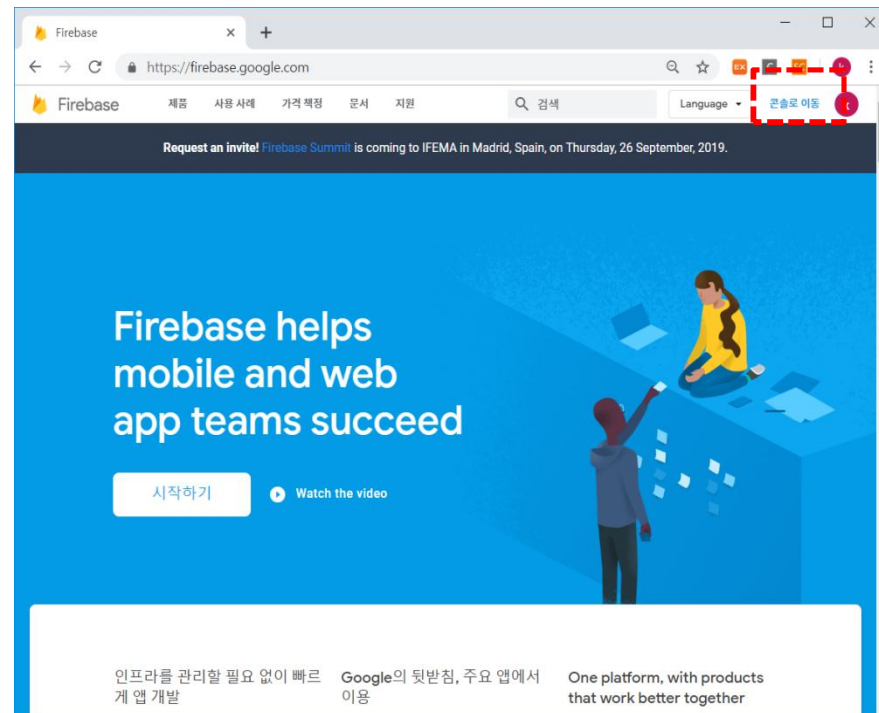 Firebase
https://firebase.google.com
EX
Firebase 제품 사용 사례 가격 책정 문서 지원 검색 Language 콘솔로 이동
Request an invite! Firebase Summit is coming to IFEMA in Madrid, Spain, on Thursday, 26 September, 2019.
Firebase helps
mobile and web
app teams succeed
시작하기 Watch the video
인프라를 관리할 필요 없이 빠르
게 앱 개발
Google의 뒷받침, 주요 앱에서
이용
One platform, with products
that work better together